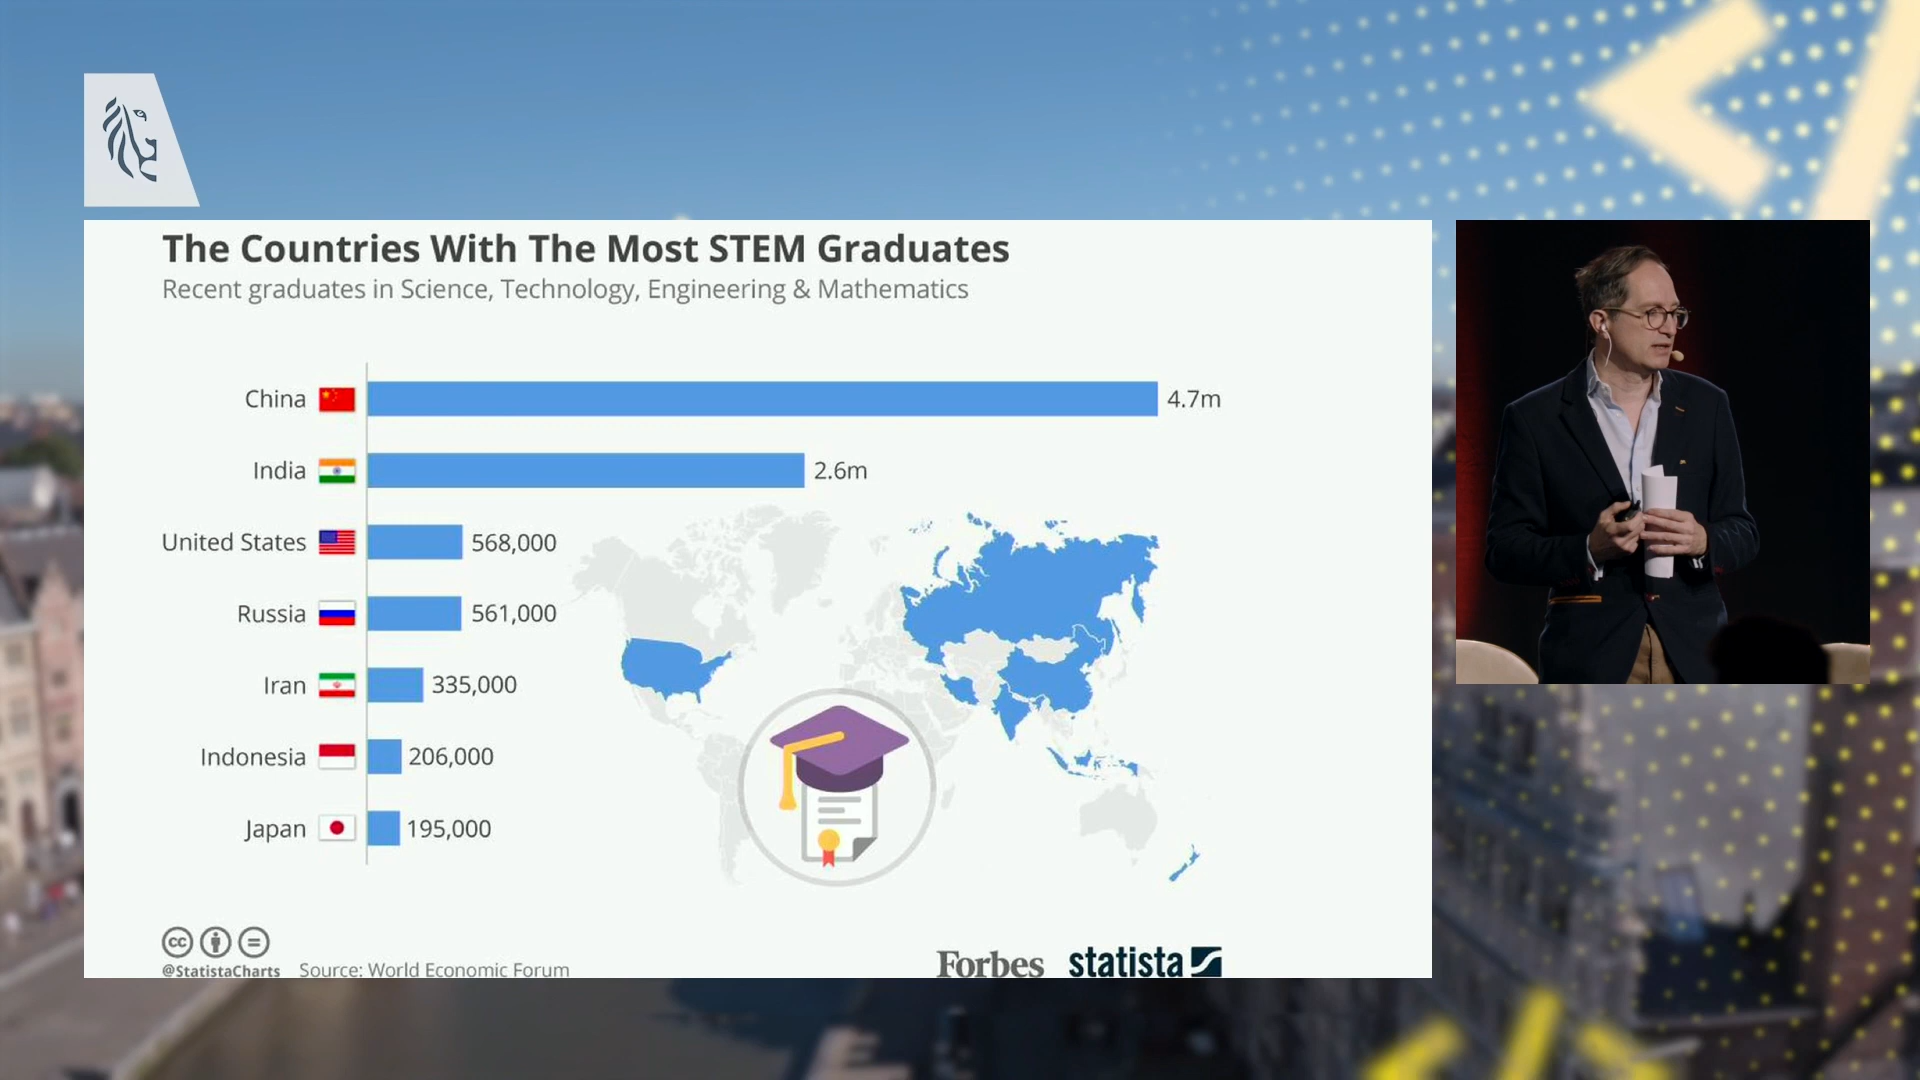 The Countries With The Most STEM Graduates
Recent graduates in Science, Technology, Engineering & Mathematics
China 4.7m
India 2.6m
United States 568,000
Russia 561,000
Iran 335,000
Indonesia 206,000
Japan 195,000
cc
@StatistaCharts Source: World Economic Forum
Forbes statista